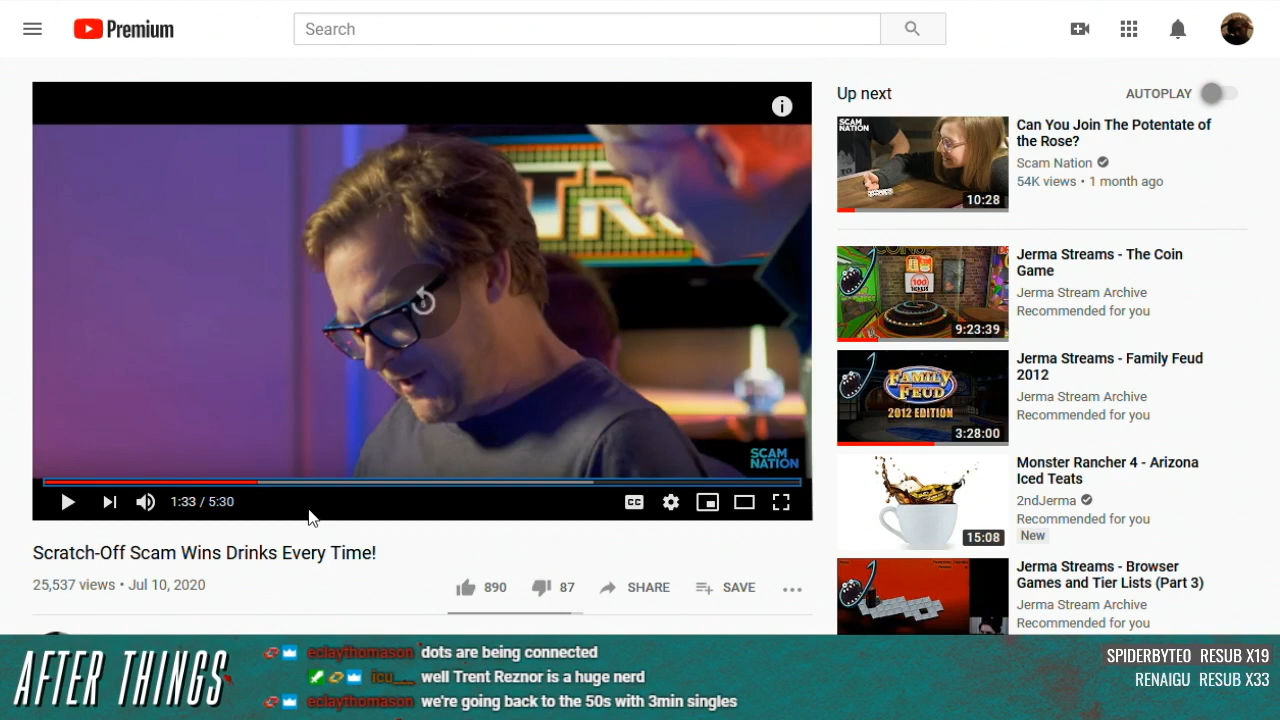 Premium
Search
SCAM
NATION
1:33 / 5:30
CC
Scratch-Off Scam Wins Drinks Every Time!
25,537 views • Jul 10, 2020
890
87
SHARE
SAVE
Up next
AUTOPLAY
SCAM
NATION
10:28
Can You Join The Potentate of
the Rose?
Scam Nation
54K views • 1 month ago
100
9:23:39
Jerma Streams - The Coin
Game
Jerma Stream Archive
Recommended for you
FAMILY
FEUD
2012 EDITION
3:28:00
Jerma Streams - Family Feud
2012
Jerma Stream Archive
Recommended for you
15:08
Monster Rancher 4 - Arizona
Iced Teats
2ndJerma
Recommended for you
New
Jerma Streams - Browser
Games and Tier Lists (Part 3)
Jerma Stream Archive
Recommended for you
AFTER THINGS
eclaythomason dots are being connected
icu__ well Trent Reznor is a huge nerd
eclaythomason we're going back to the 50s with 3min singles
SPIDERBYTE0 RESUB X19
RENAIGU RESUB X33